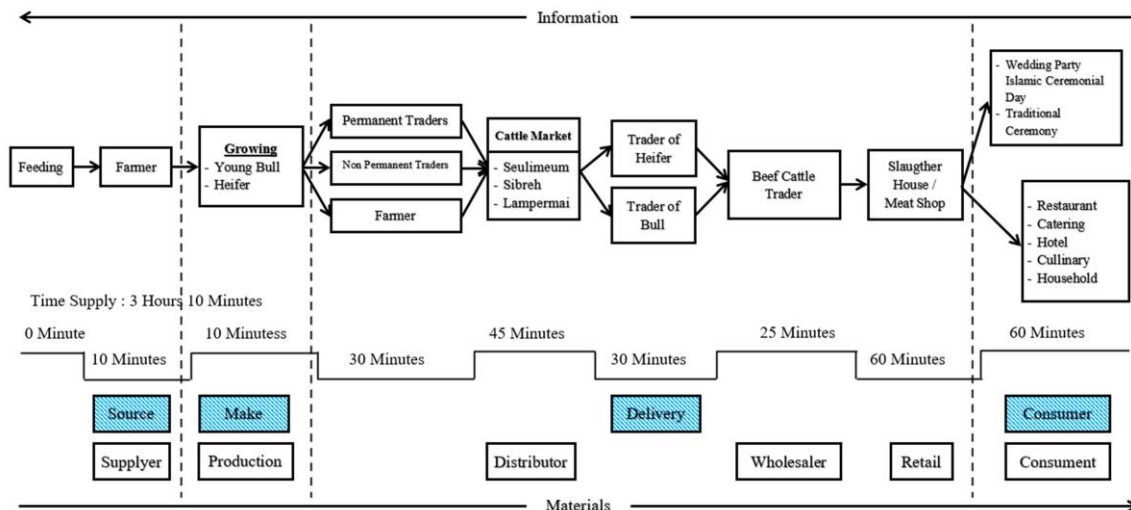 Information
Feeding
Farmer
Growing
- Young Bull
- Heifer
Permanent Traders
Non Permanent Traders
Farmer
Cattle Market
- Seulimeum
- Sibreh
- Lampermai
Trader of
Heifer
Trader of
Bull
Beef Cattle
Trader
Slaugther
House /
Meat Shop
- Wedding Party
Islamic Ceremonial
Day
- Traditional
Ceremony
- Restaurant
- Catering
- Hotel
- Cullinary
- Household
Time Supply : 3 Hours 10 Minutes
0 Minute
10 Minutes
10 Minutess
30 Minutes
45 Minutes
30 Minutes
25 Minutes
60 Minutes
60 Minutes
Source
Make
Delivery
Consumer
Supplyer
Production
Distributor
Wholesaler
Retail
Consument
Materials